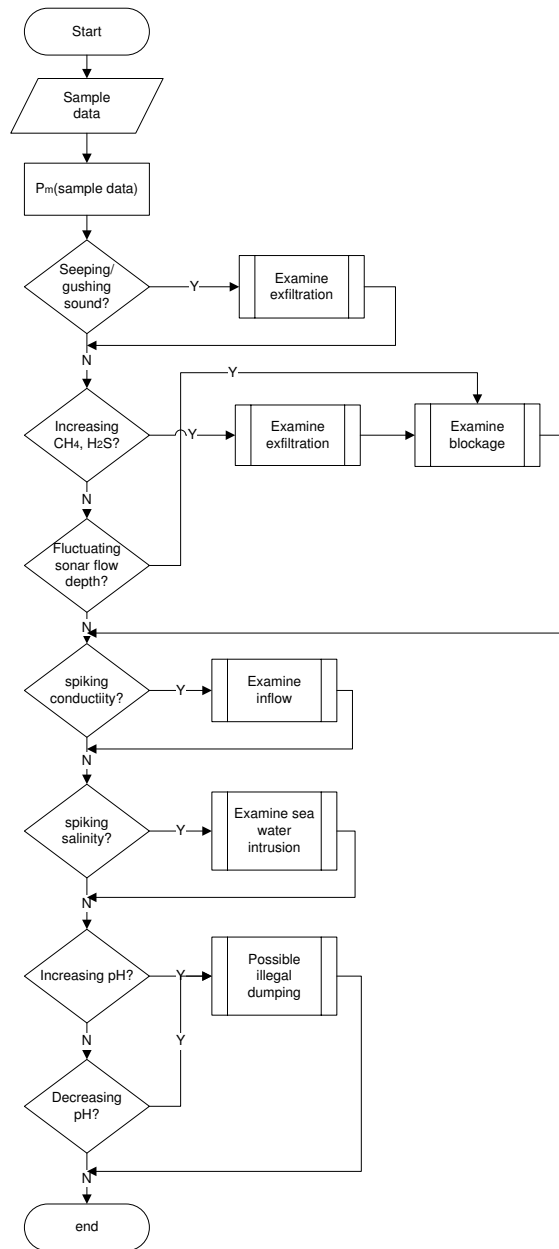 Start
Sample
data
Pm(sample data)
Seeping/
gushing
sound?
Y
Examine
exfiltration
N
Y
Increasing
CH4, H2S?
Y
Examine
exfiltration
Examine
blockage
N
Fluctuating
sonar flow
depth?
N
spiking
conductiity?
Y
Examine
inflow
N
spiking
salinity?
Y
Examine sea
water
intrusion
N
Increasing pH?
Y
Possible
illegal
dumping
N
Y
Decreasing
pH?
N
end